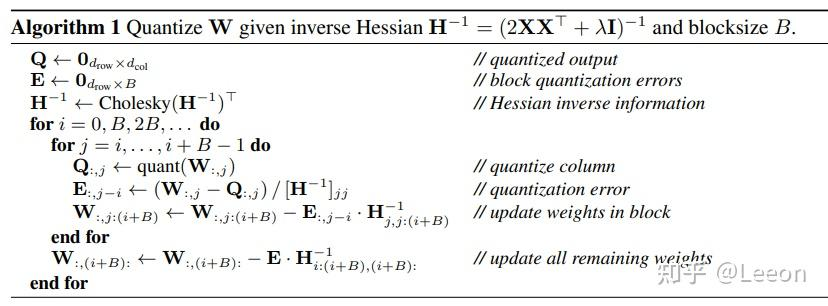 Algorithm 1 Quantize W given inverse Hessian H⁻¹ = (2XX⊤ + λI)⁻¹ and blocksize B.
Q ← 0_{d_row×d_col} // quantized output
E ← 0_{d_row×B} // block quantization errors
H⁻¹ ← Cholesky(H⁻¹)⊤ // Hessian inverse information
for i = 0, B, 2B, . . . do
for j = i, . . . , i + B − 1 do
Q_{:,j} ← quant(W_{:,j}) // quantize column
E_{:,j−i} ← (W_{:,j} − Q_{:,j}) / [H⁻¹]_{jj} // quantization error
W_{:,j:(i+B)} ← W_{:,j:(i+B)} − E_{:,j−i} · H⁻¹_{j,j:(i+B)} // update weights in block
end for
W_{:,(i+B):} ← W_{:,(i+B):} − E · H⁻¹_{i:(i+B),(i+B):} // update all remaining weights
end for
知乎 @Leeon